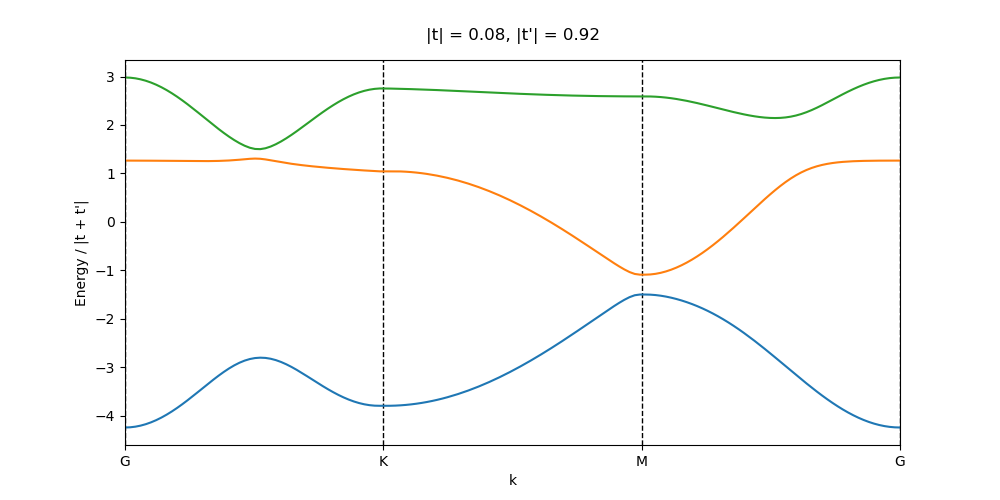 |t| = 0.08, |t'| = 0.92
3
2
1
0
−1
−2
−3
−4
Energy / |t + t'|
G
K
M
G
k